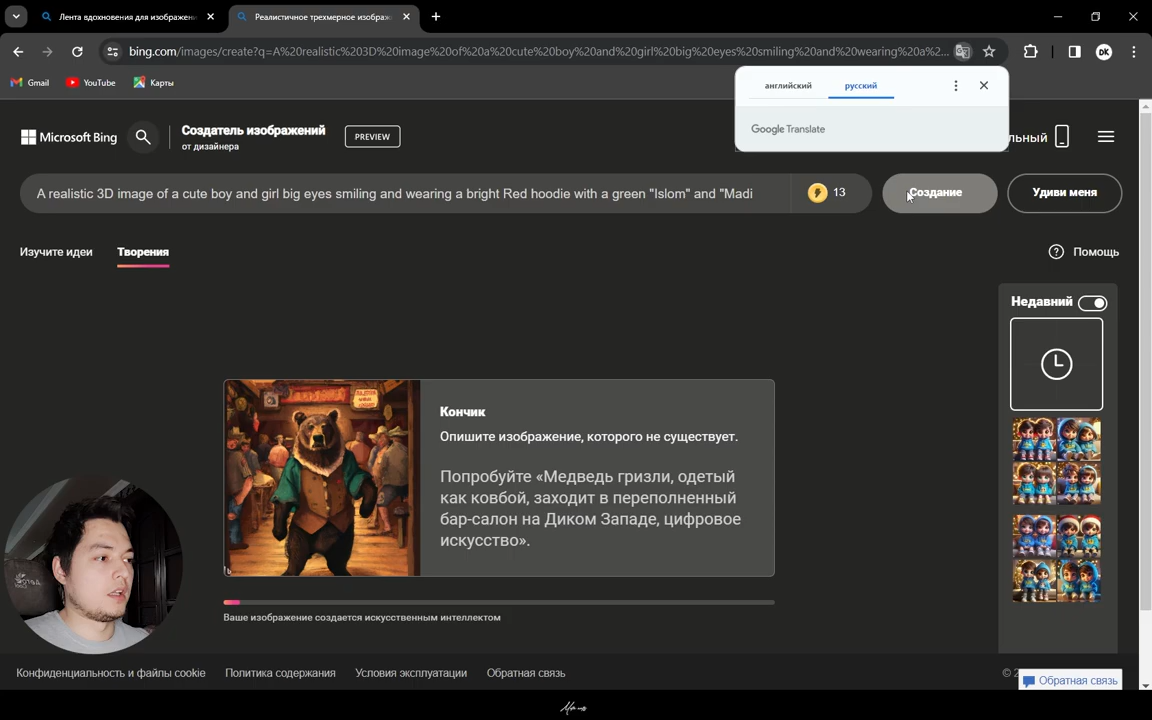 Лента вдохновения для изображени
Реалистичное трехмерное изображ
bing.com/images/create?q=A%20realistic%203D%20image%20of%20a%20cute%20boy%20and%20girl%20big%20eyes%20smiling%20and%20wearing%20a%2...
DK
Gmail
YouTube
Карты
английский
русский
Google Translate
Microsoft Bing
Создатель изображений
от дизайнера
PREVIEW
льный
A realistic 3D image of a cute boy and girl big eyes smiling and wearing a bright Red hoodie with a green "Islom" and "Madi
13
Создание
Удиви меня
Изучите идеи
Творения
Помощь
Недавний
Кончик
Опишите изображение, которого не существует.
Попробуйте «Медведь гризли, одетый
как ковбой, заходит в переполненный
бар-салон на Диком Западе, цифровое
искусство».
Ваше изображение создается искусственным интеллектом
Конфиденциальность и файлы cookie
Политика содержания
Условия эксплуатации
Обратная связь
© 2
Обратная связь